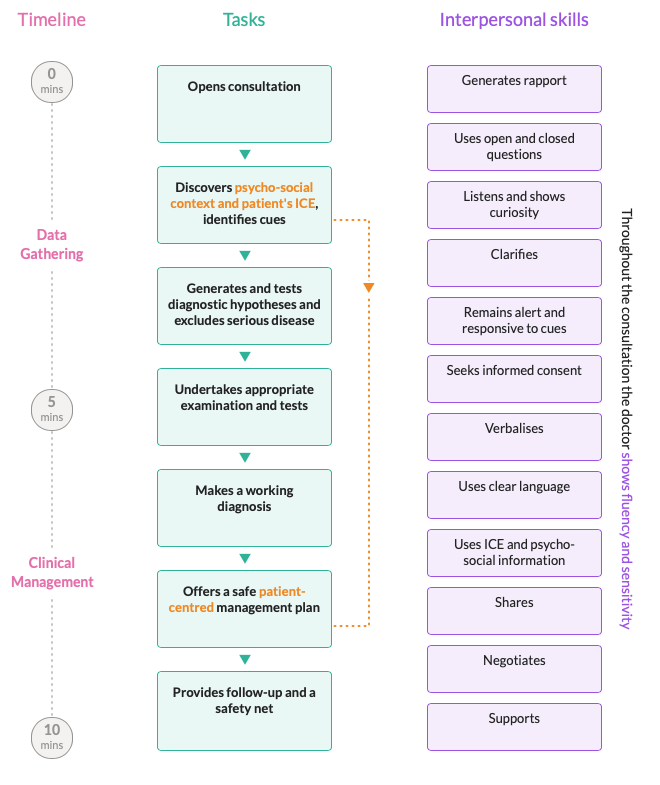 Timeline
Tasks
Interpersonal skills
0
mins
Data
Gathering
5
mins
Clinical
Management
10
mins
Opens consultation
Discovers psycho-social
context and patient's ICE,
identifies cues
Generates and tests
diagnostic hypotheses and
excludes serious disease
Undertakes appropriate
examination and tests
Makes a working
diagnosis
Offers a safe patient-
centred management plan
Provides follow-up and a
safety net
Generates rapport
Uses open and closed
questions
Listens and shows
curiosity
Clarifies
Remains alert and
responsive to cues
Seeks informed consent
Verbalises
Uses clear language
Uses ICE and psycho-
social information
Shares
Negotiates
Supports
Throughout the consultation the doctor shows fluency and sensitivity